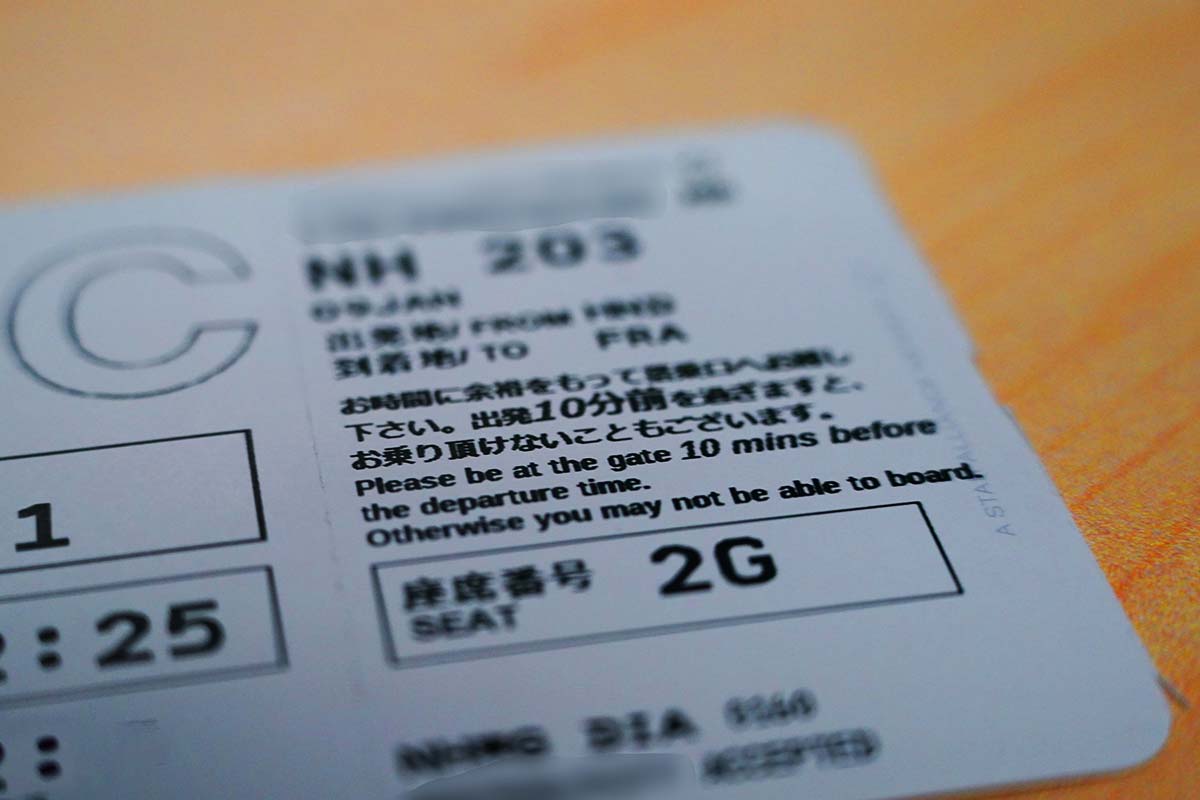 C
NH 203
09JAN
出発地/FROM HND
到着地/TO FRA
お時間に余裕をもって搭乗口へお越し
下さい。出発10分前を過ぎますと、
お乗り頂けないこともございます。
Please be at the gate 10 mins before
the departure time.
Otherwise you may not be able to board.
1
座席番号 2G
SEAT
:25
:
NH*G DIA
ACCEPTED
A STAR ALLIANCE MEMBER